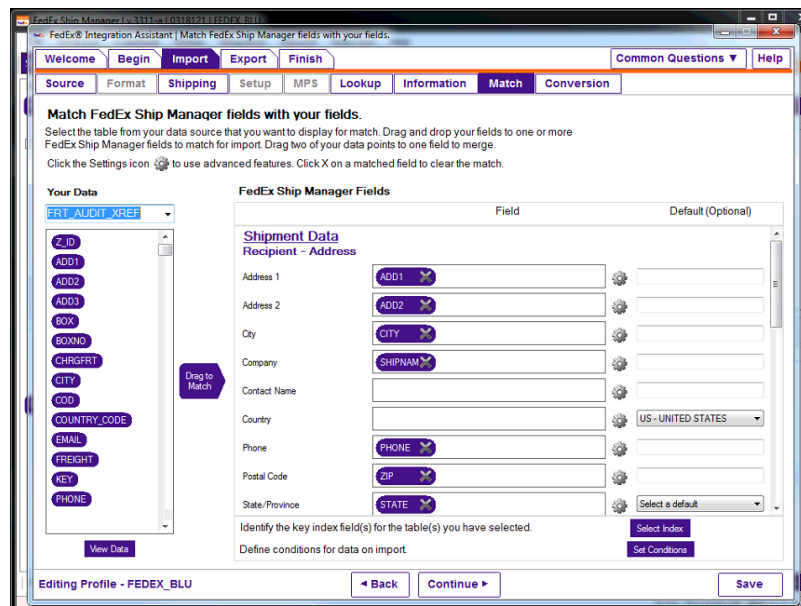 FedEx Ship Manager | v.3311-a | 0318121 | FEDEX_BLU
FedEx® Integration Assistant | Match FedEx Ship Manager fields with your fields.
Welcome Begin Import Export Finish Common Questions ▼ Help
Source Format Shipping Setup MPS Lookup Information Match Conversion
Match FedEx Ship Manager fields with your fields.
Select the table from your data source that you want to display for match. Drag and drop your fields to one or more
FedEx Ship Manager fields to match for import. Drag two of your data points to one field to merge.
Click the Settings icon to use advanced features. Click X on a matched field to clear the match.
Your Data
FRT_AUDIT_XREF
Z_ID
ADD1
ADD2
ADD3
BOX
BOXNO
CHRGFRT
CITY
COD
COUNTRY_CODE
EMAIL
FREIGHT
KEY
PHONE
View Data
Drag to
Match
FedEx Ship Manager Fields
Field Default (Optional)
Shipment Data
Recipient - Address
Address 1 ADD1
Address 2 ADD2
City CITY
Company SHIPNAM
Contact Name
Country US - UNITED STATES
Phone PHONE
Postal Code ZIP
State/Province STATE Select a default
Identify the key index field(s) for the table(s) you have selected. Select Index
Define conditions for data on import. Set Conditions
Editing Profile - FEDEX_BLU ◄ Back Continue ► Save